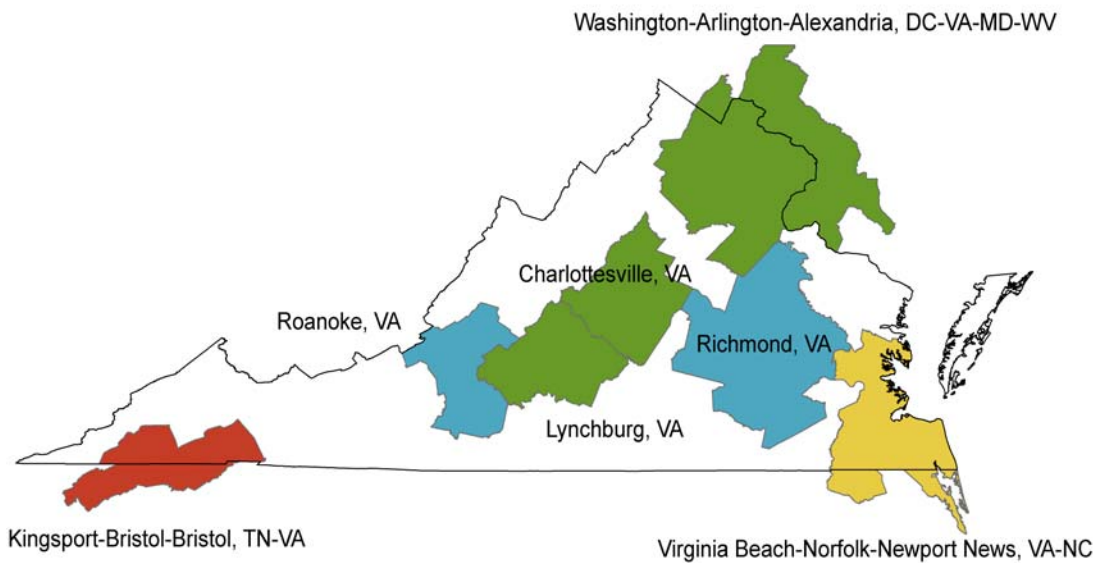 Washington-Arlington-Alexandria, DC-VA-MD-WV
Charlottesville, VA
Roanoke, VA
Richmond, VA
Lynchburg, VA
Kingsport-Bristol-Bristol, TN-VA
Virginia Beach-Norfolk-Newport News, VA-NC